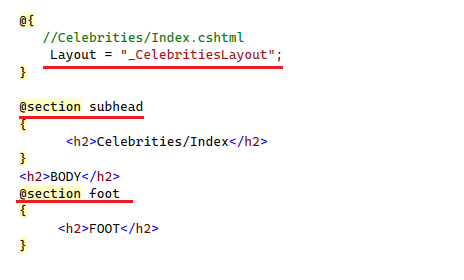 @{
//Celebrities/Index.cshtml
Layout = "_CelebritiesLayout";
}
@section subhead
{
<h2>Celebrities/Index</h2>
}
<h2>BODY</h2>
@section foot
{
<h2>FOOT</h2>
}